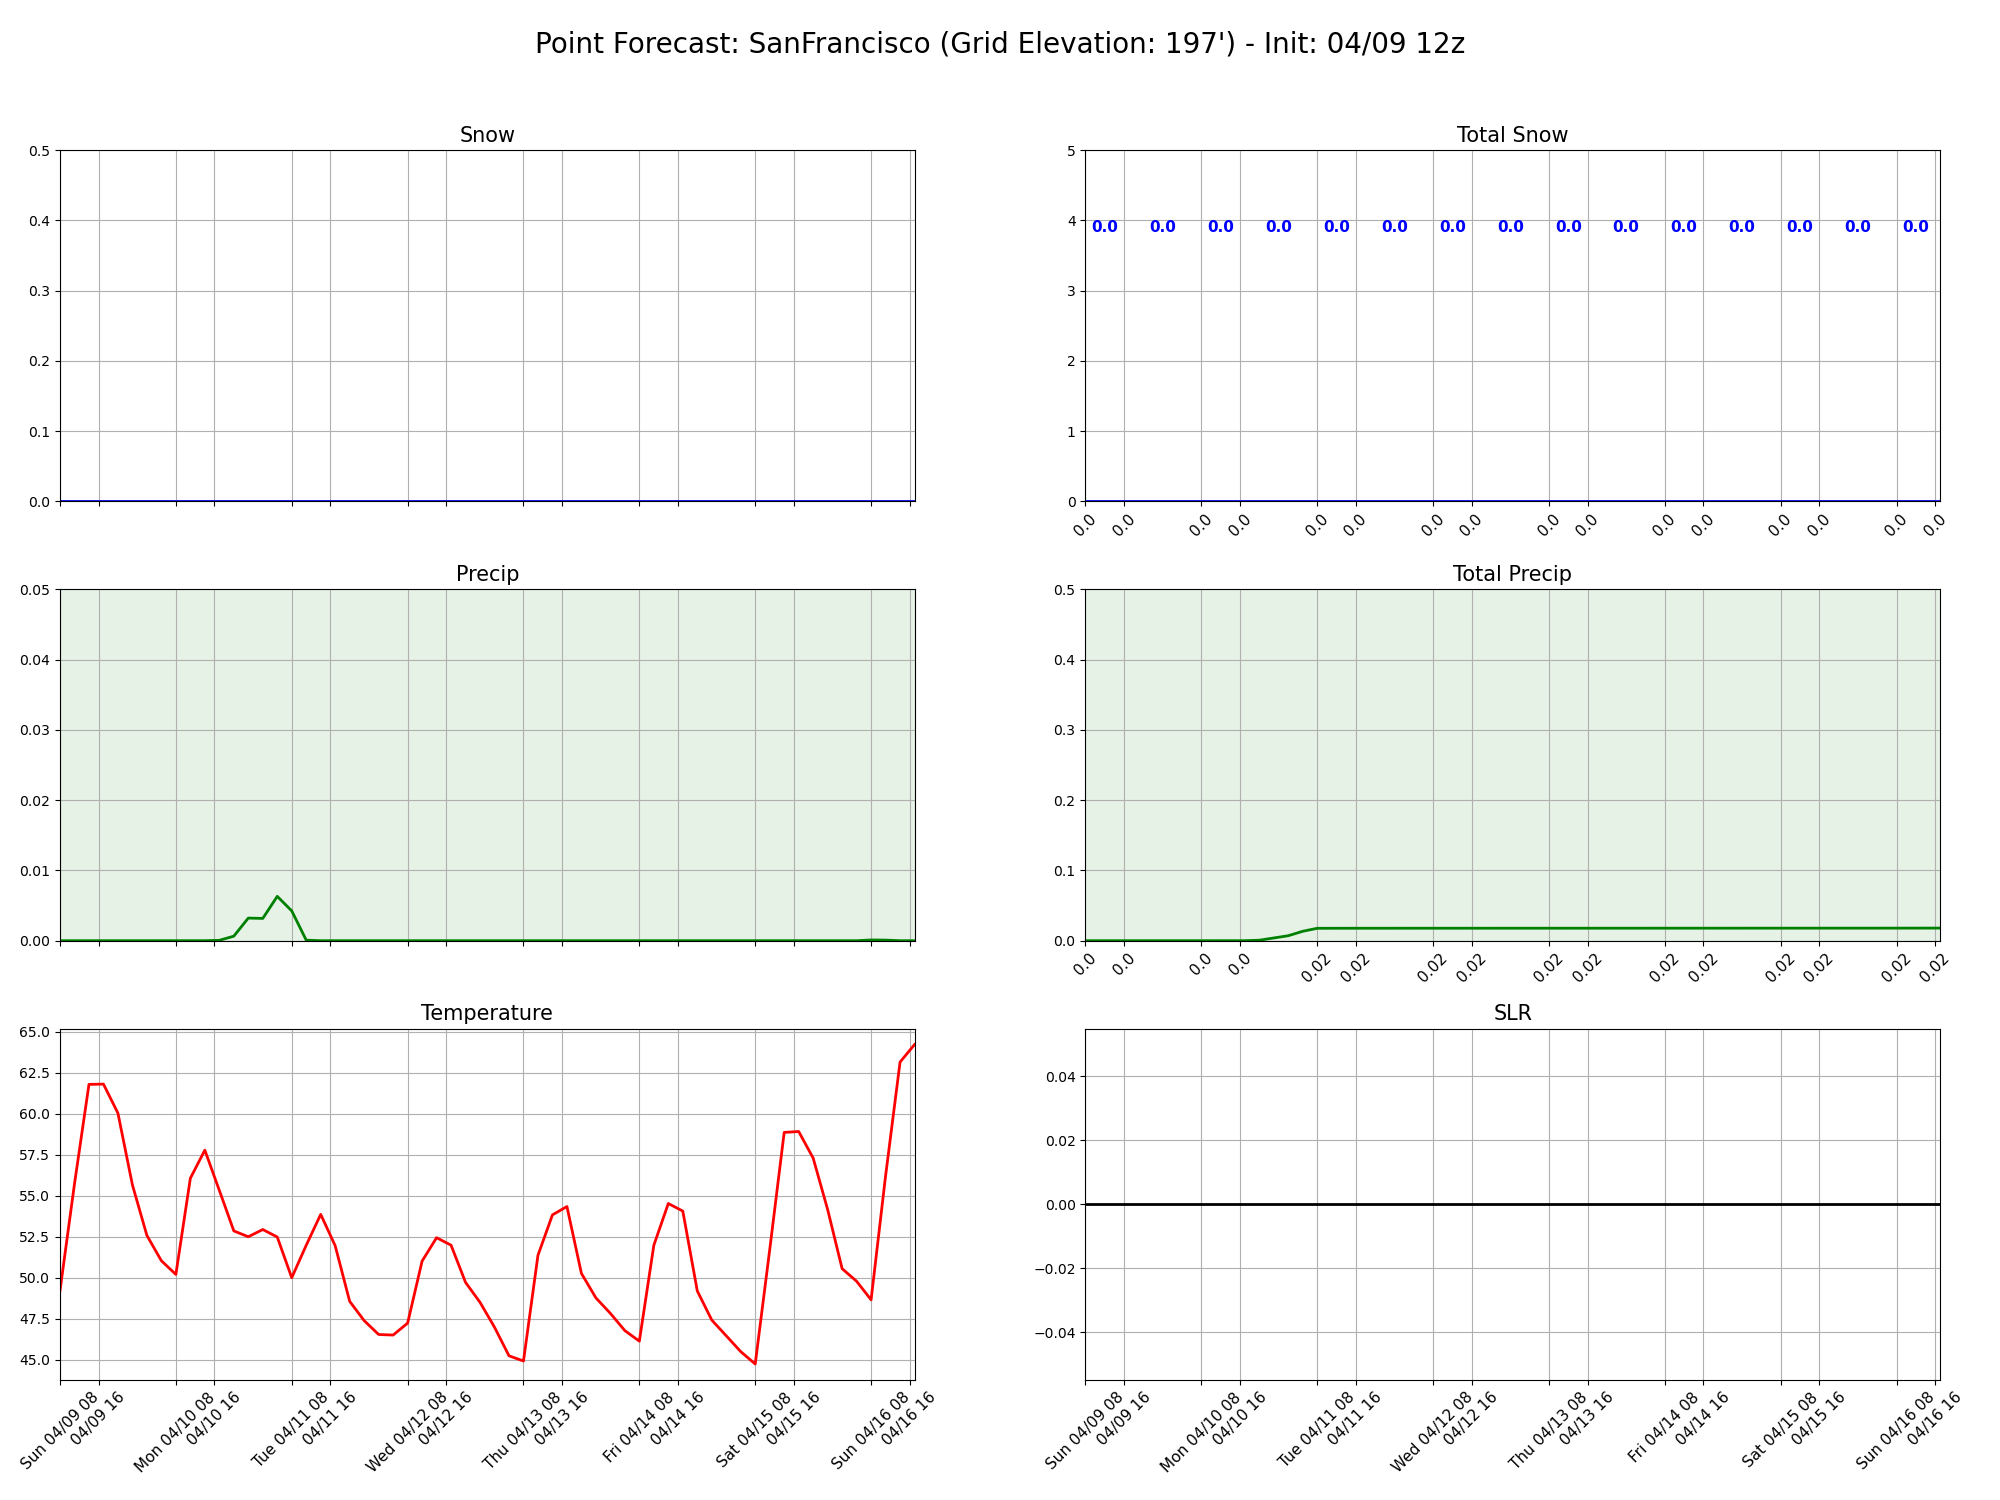 Point Forecast: SanFrancisco (Grid Elevation: 197') - Init: 04/09 12z
Snow
0.5
0.4
0.3
0.2
0.1
0.0
Total Snow
5
4
3
2
1
0
0.0 0.0 0.0 0.0 0.0 0.0 0.0 0.0 0.0 0.0 0.0 0.0 0.0 0.0 0.0
0.0 0.0 0.0 0.0 0.0 0.0 0.0 0.0 0.0 0.0 0.0 0.0 0.0 0.0 0.0 0.0
Precip
0.05
0.04
0.03
0.02
0.01
0.00
Total Precip
0.5
0.4
0.3
0.2
0.1
0.0
0.0 0.0 0.0 0.0 0.02 0.02 0.02 0.02 0.02 0.02 0.02 0.02 0.02 0.02 0.02 0.02
Temperature
65.0
62.5
60.0
57.5
55.0
52.5
50.0
47.5
45.0
Sun 04/09 08
04/09 16
Mon 04/10 08
04/10 16
Tue 04/11 08
04/11 16
Wed 04/12 08
04/12 16
Thu 04/13 08
04/13 16
Fri 04/14 08
04/14 16
Sat 04/15 08
04/15 16
Sun 04/16 08
04/16 16
SLR
0.04
0.02
0.00
−0.02
−0.04
Sun 04/09 08
04/09 16
Mon 04/10 08
04/10 16
Tue 04/11 08
04/11 16
Wed 04/12 08
04/12 16
Thu 04/13 08
04/13 16
Fri 04/14 08
04/14 16
Sat 04/15 08
04/15 16
Sun 04/16 08
04/16 16